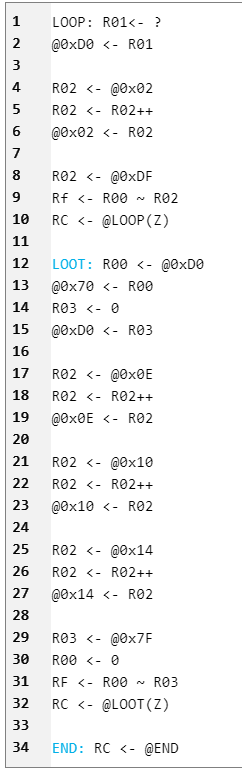 1 LOOP: R01<- ?
2 @0xD0 <- R01
3
4 R02 <- @0x02
5 R02 <- R02++
6 @0x02 <- R02
7
8 R02 <- @0xDF
9 Rf <- R00 ~ R02
10 RC <- @LOOP(Z)
11
12 LOOT: R00 <- @0xD0
13 @0x70 <- R00
14 R03 <- 0
15 @0xD0 <- R03
16
17 R02 <- @0x0E
18 R02 <- R02++
19 @0x0E <- R02
20
21 R02 <- @0x10
22 R02 <- R02++
23 @0x10 <- R02
24
25 R02 <- @0x14
26 R02 <- R02++
27 @0x14 <- R02
28
29 R03 <- @0x7F
30 R00 <- 0
31 RF <- R00 ~ R03
32 RC <- @LOOT(Z)
33
34 END: RC <- @END